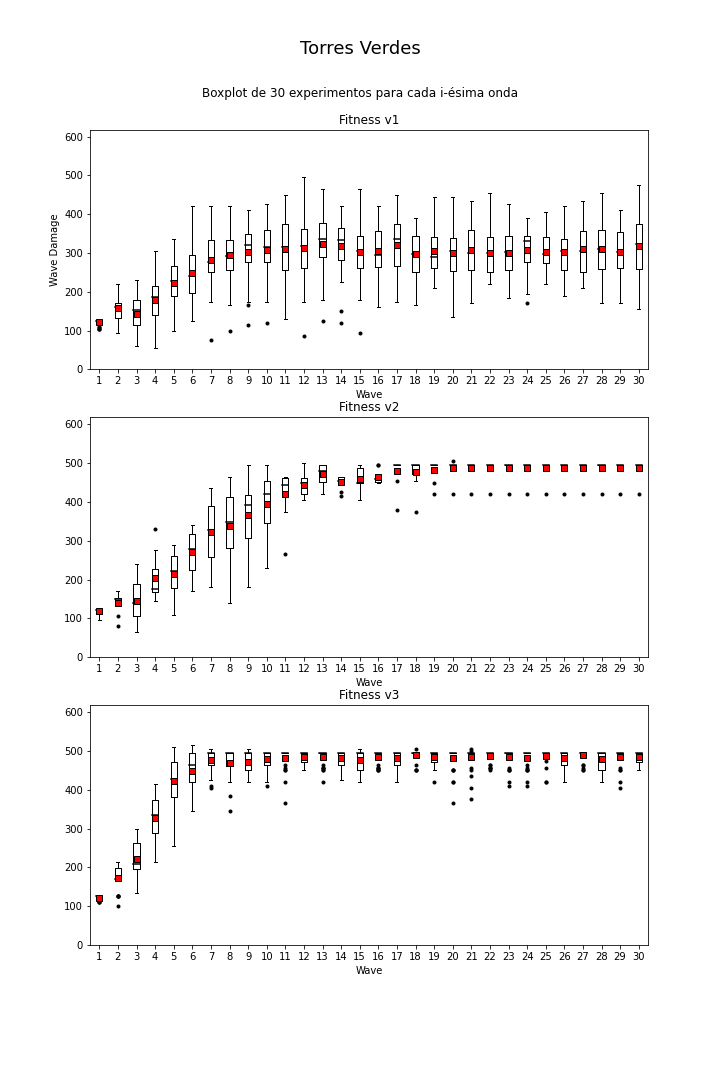 Torres Verdes
Boxplot de 30 experimentos para cada i-ésima onda
Fitness v1
600
500
400
300
200
100
0
Wave Damage
1 2 3 4 5 6 7 8 9 10 11 12 13 14 15 16 17 18 19 20 21 22 23 24 25 26 27 28 29 30
Wave
Fitness v2
600
500
400
300
200
100
0
1 2 3 4 5 6 7 8 9 10 11 12 13 14 15 16 17 18 19 20 21 22 23 24 25 26 27 28 29 30
Wave
Fitness v3
600
500
400
300
200
100
0
1 2 3 4 5 6 7 8 9 10 11 12 13 14 15 16 17 18 19 20 21 22 23 24 25 26 27 28 29 30
Wave